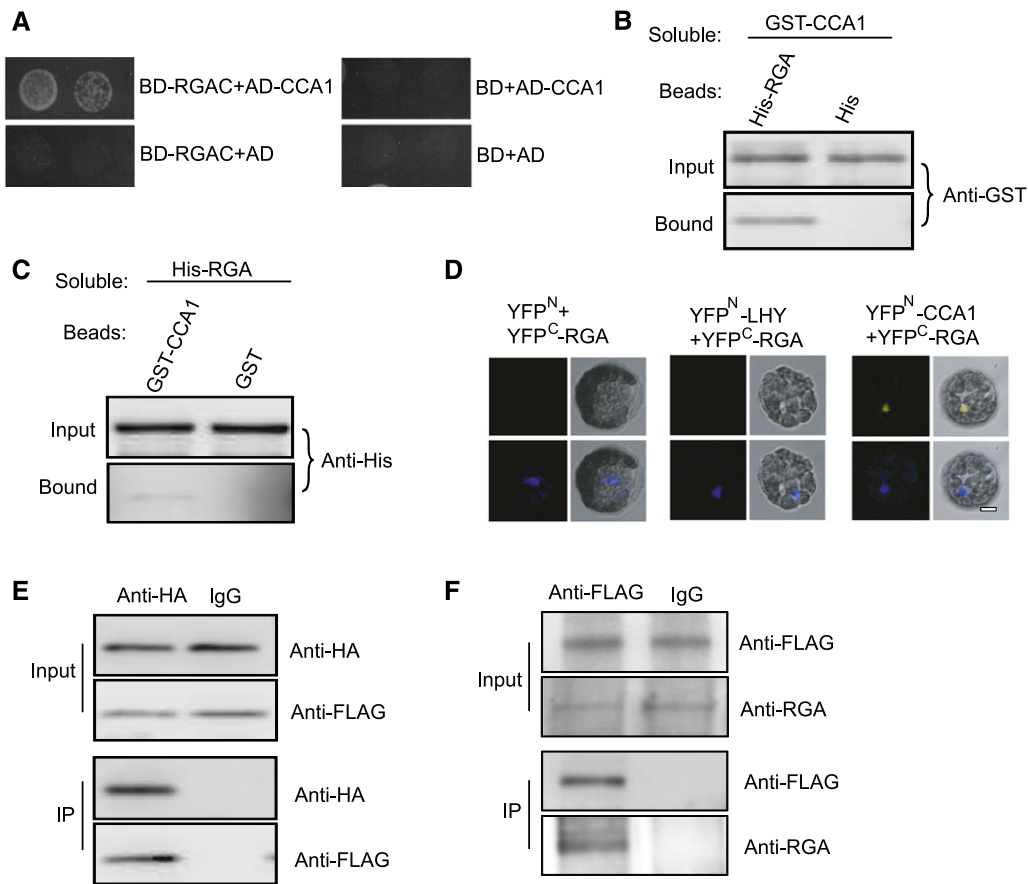 A
BD-RGAC+AD-CCA1
BD+AD-CCA1
BD-RGAC+AD
BD+AD
B
Soluble: GST-CCA1
Beads: His-RGA His
Input
Bound
Anti-GST
C
Soluble: His-RGA
Beads: GST-CCA1 GST
Input
Bound
Anti-His
D
YFPᴺ+
YFPᶜ-RGA
YFPᴺ-LHY
+YFPᶜ-RGA
YFPᴺ-CCA1
+YFPᶜ-RGA
E
Anti-HA IgG
Input
Anti-HA
Anti-FLAG
IP
Anti-HA
Anti-FLAG
F
Anti-FLAG IgG
Input
Anti-FLAG
Anti-RGA
IP
Anti-FLAG
Anti-RGA